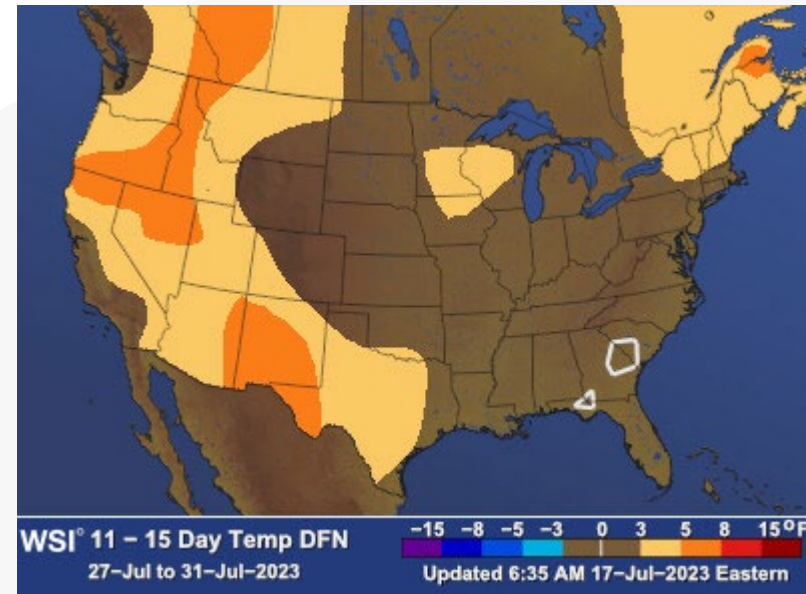 WSI° 11 – 15 Day Temp DFN
27–Jul to 31–Jul–2023
–15 –8 –5 –3 0 3 5 8 15°F
Updated 6:35 AM 17–Jul–2023 Eastern